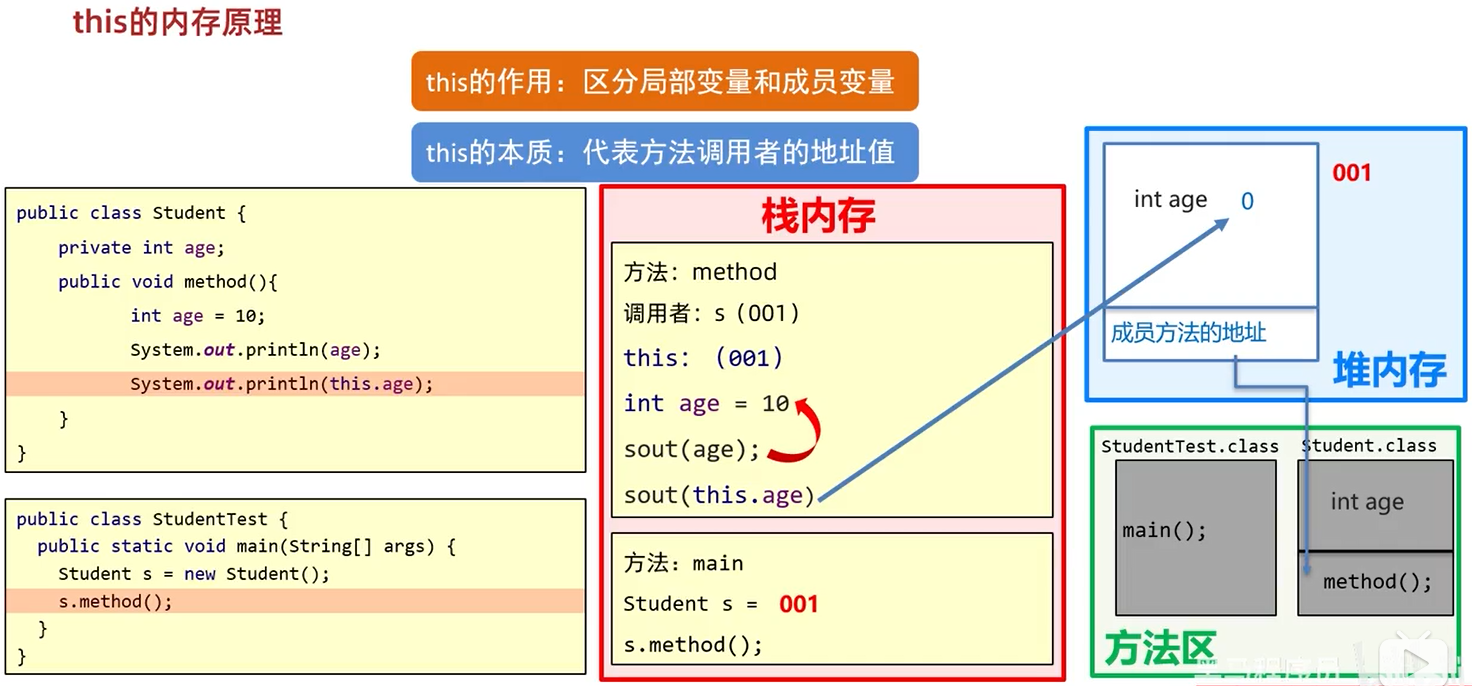 this的内存原理
this的作用：区分局部变量和成员变量
this的本质：代表方法调用者的地址值
public class Student {
private int age;
public void method(){
int age = 10;
System.out.println(age);
System.out.println(this.age);
}
}
public class StudentTest {
public static void main(String[] args) {
Student s = new Student();
s.method();
}
}
栈内存
方法：method
调用者：s（001）
this：（001）
int age = 10
sout(age);
sout(this.age)
方法：main
Student s = 001
s.method();
int age 0
001
成员方法的地址
堆内存
StudentTest.class
main();
Student.class
int age
method();
方法区